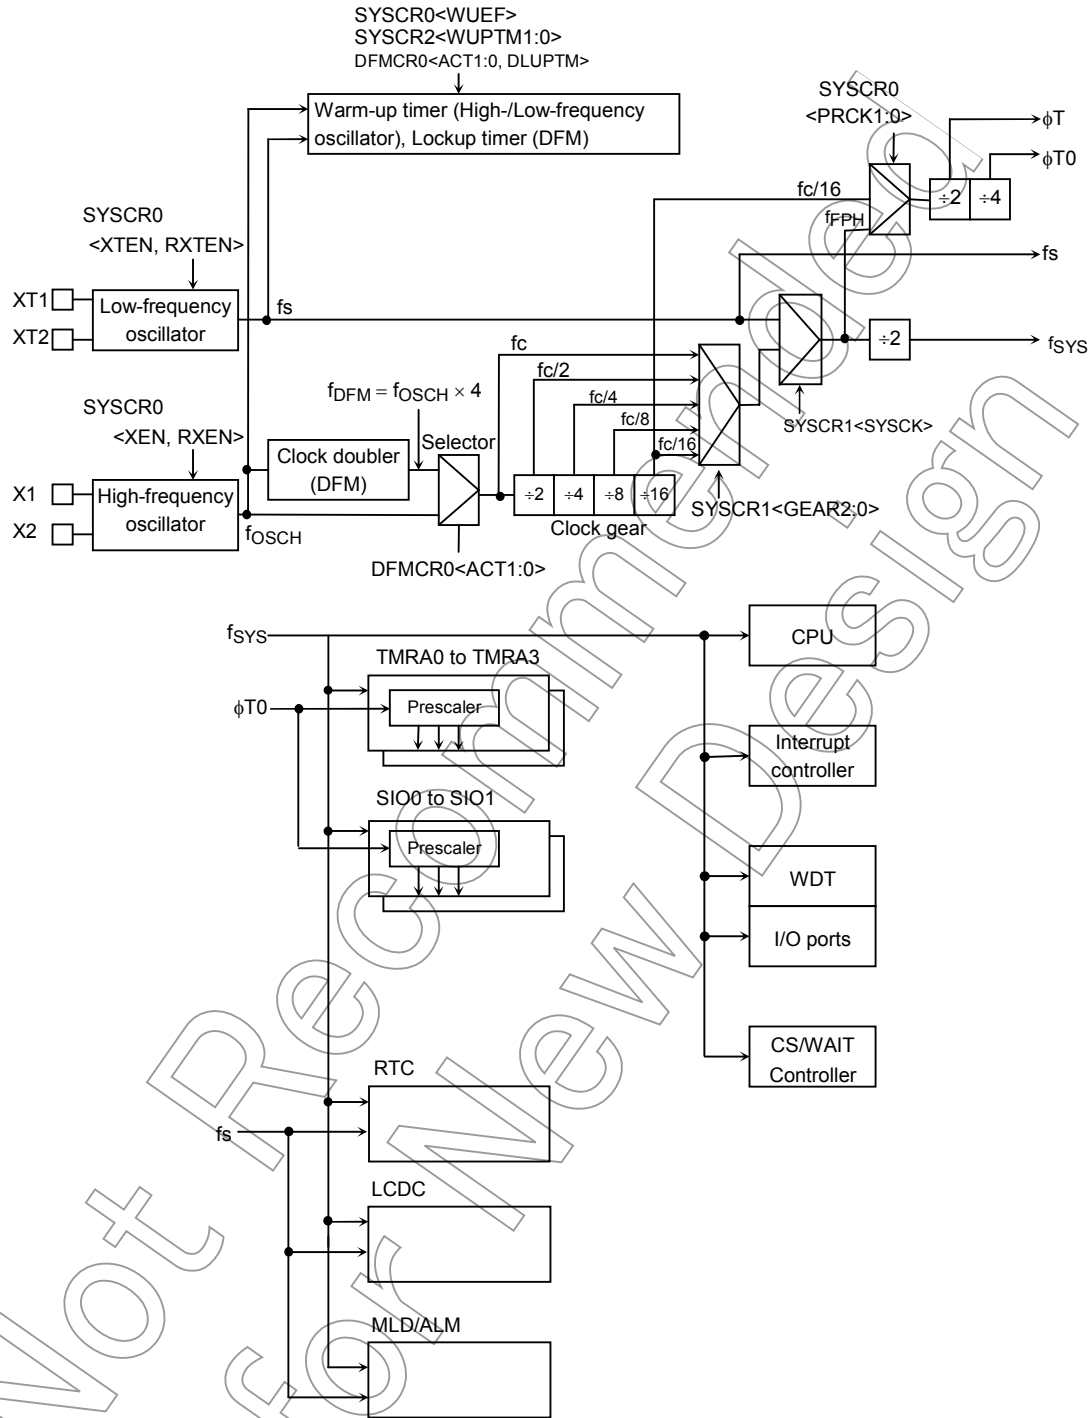 SYSCR0<WUEF>
SYSCR2<WUPTM1:0>
DFMCR0<ACT1:0, DLUPTM>
Warm-up timer (High-/Low-frequency
oscillator), Lockup timer (DFM)
SYSCR0
<PRCK1:0>
ϕT
ϕT0
÷2
÷4
fc/16
fFPH
fs
SYSCR0
<XTEN, RXTEN>
XT1
XT2
Low-frequency
oscillator
fs
÷2
fSYS
fc
fc/2
fc/4
fc/8
fc/16
SYSCR1<SYSCK>
fDFM = fOSCH × 4
SYSCR0
<XEN, RXEN>
Selector
Clock doubler
(DFM)
X1
X2
High-frequency
oscillator
fOSCH
÷2
÷4
÷8
÷16
Clock gear
SYSCR1<GEAR2:0>
DFMCR0<ACT1:0>
fSYS
CPU
TMRA0 to TMRA3
ϕT0
Prescaler
Interrupt
controller
SIO0 to SIO1
Prescaler
WDT
I/O ports
CS/WAIT
Controller
RTC
fs
LCDC
MLD/ALM
Not Recommended
for New Design